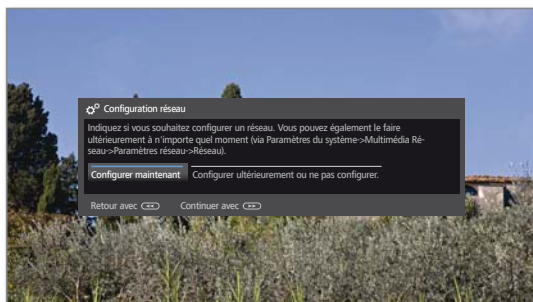 Configuration réseau
Indiquez si vous souhaitez configurer un réseau. Vous pouvez également le faire
ultérieurement à n'importe quel moment (via Paramètres du système->Multimédia Ré-
seau->Paramètres réseau->Réseau).
Configurer maintenant Configurer ultérieurement ou ne pas configurer.
Retour avec Continuer avec